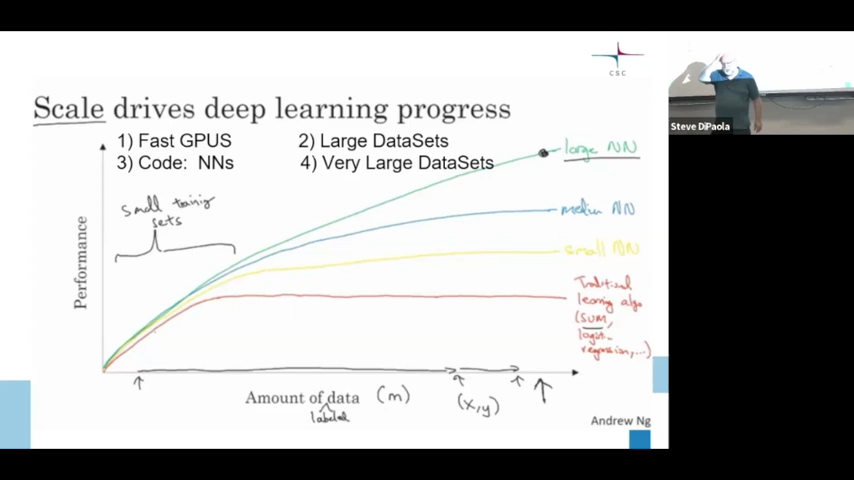 CSC
Scale drives deep learning progress
1) Fast GPUS 2) Large DataSets
3) Code: NNs 4) Very Large DataSets
large NN
small training
sets
medium NN
small NN
Performance
Traditional
learning algo
(SUM,
logistic
regression,...)
Amount of data (m)
labeled
(x,y)
Andrew Ng
Steve DiPaola